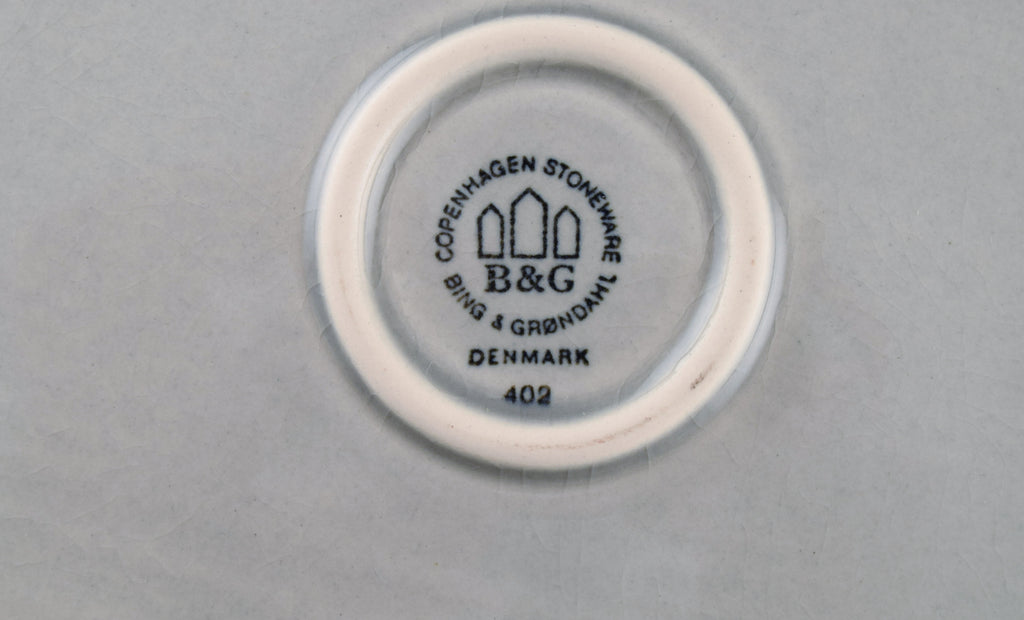 COPENHAGEN STONEWARE
B&G
BING & GRØNDAHL
DENMARK
402